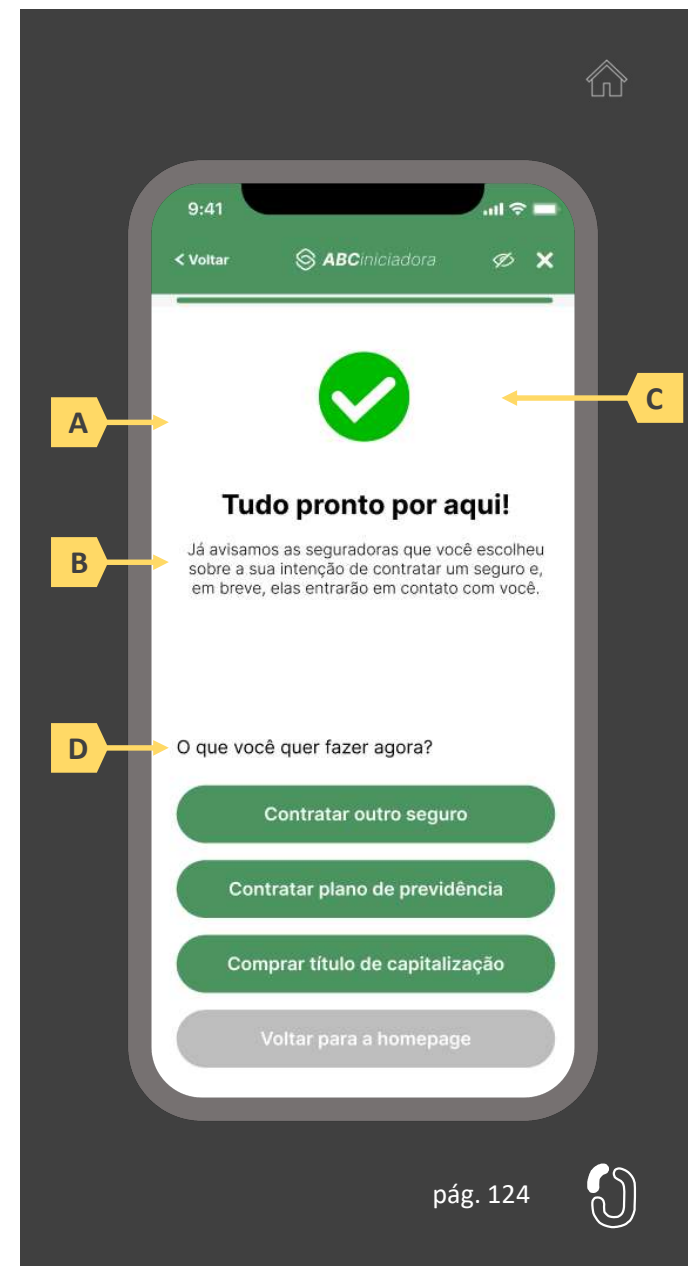 9:41
< Voltar
ABCiniciadora
C
A
Tudo pronto por aqui!
B
Já avisamos as seguradoras que você escolheu
sobre a sua intenção de contratar um seguro e,
em breve, elas entrarão em contato com você.
D
O que você quer fazer agora?
Contratar outro seguro
Contratar plano de previdência
Comprar título de capitalização
Voltar para a homepage
pág. 124